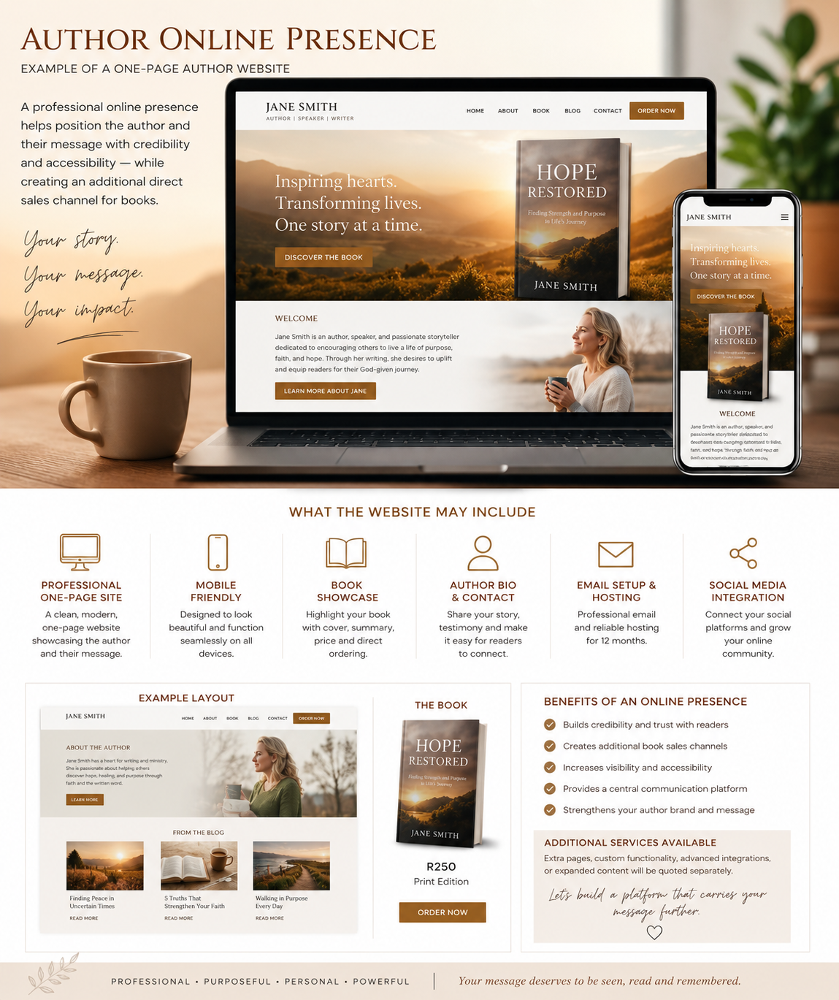 AUTHOR ONLINE PRESENCE
EXAMPLE OF A ONE-PAGE AUTHOR WEBSITE
A professional online presence
helps position the author and
their message with credibility
and accessibility — while
creating an additional direct
sales channel for books.
Your story.
Your message.
Your impact.
JANE SMITH
AUTHOR | SPEAKER | WRITER
HOME ABOUT BOOK BLOG CONTACT ORDER NOW
Inspiring hearts.
Transforming lives.
One story at a time.
DISCOVER THE BOOK
HOPE
RESTORED
Finding Strength and Purpose
in Life's Journey
JANE SMITH
WELCOME
Jane Smith is an author, speaker, and passionate storyteller
dedicated to encouraging others to live a life of purpose,
faith, and hope. Through her writing, she desires to uplift
and equip readers for their God-given journey.
LEARN MORE ABOUT JANE
JANE SMITH
Inspiring hearts.
Transforming lives.
One story at a time.
DISCOVER THE BOOK
HOPE
RESTORED
JANE SMITH
WELCOME
Jane Smith is an author, speaker, and
passionate storyteller dedicated to
WHAT THE WEBSITE MAY INCLUDE
PROFESSIONAL
ONE-PAGE SITE
A clean, modern,
one-page website
showcasing the author
and their message.
MOBILE
FRIENDLY
Designed to look
beautiful and function
seamlessly on all
devices.
BOOK
SHOWCASE
Highlight your book
with cover, summary,
price and direct
ordering.
AUTHOR BIO
& CONTACT
Share your story,
testimony and make
it easy for readers
to connect.
EMAIL SETUP &
HOSTING
Professional email
and reliable hosting
for 12 months.
SOCIAL MEDIA
INTEGRATION
Connect your social
platforms and grow
your online
community.
EXAMPLE LAYOUT
JANE SMITH
HOME ABOUT BOOK BLOG CONTACT ORDER NOW
ABOUT THE AUTHOR
Jane Smith has a heart for writing and ministry.
She is passionate about helping others
discover hope, healing, and purpose through
faith and the written word.
LEARN MORE
FROM THE BLOG
Finding Peace in
Uncertain Times
READ MORE
5 Truths That
Strengthen Your Faith
READ MORE
Walking in Purpose
Every Day
READ MORE
THE BOOK
HOPE
RESTORED
Finding Strength and Purpose
in Life's Journey
JANE SMITH
R250
Print Edition
ORDER NOW
BENEFITS OF AN ONLINE PRESENCE
Builds credibility and trust with readers
Creates additional book sales channels
Increases visibility and accessibility
Provides a central communication platform
Strengthens your author brand and message
ADDITIONAL SERVICES AVAILABLE
Extra pages, custom functionality, advanced integrations,
or expanded content will be quoted separately.
Let's build a platform that carries your
message further.
PROFESSIONAL • PURPOSEFUL • PERSONAL • POWERFUL
Your message deserves to be seen, read and remembered.